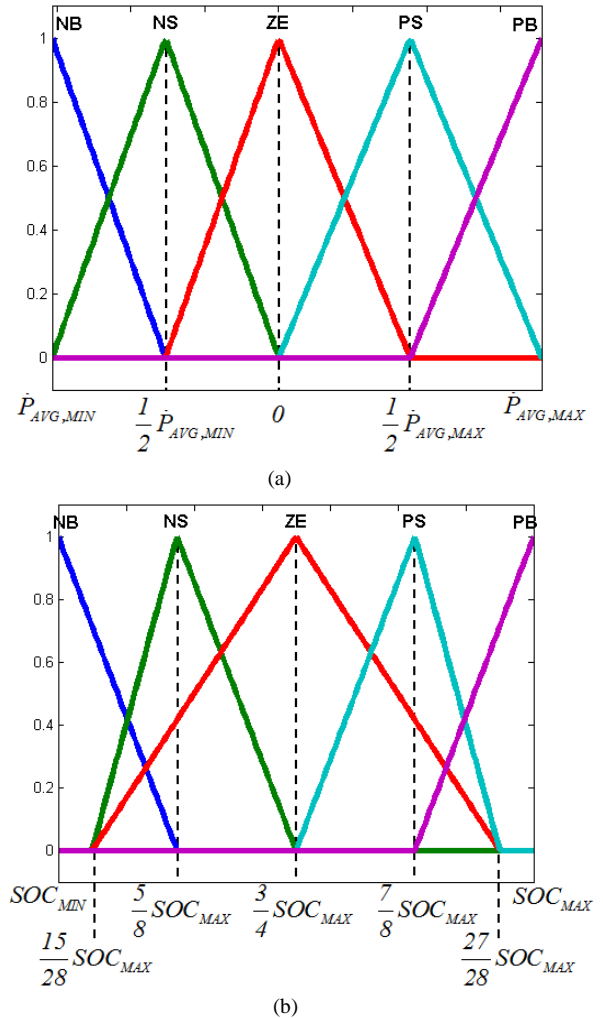 NB NS ZE PS PB
1
0.8
0.6
0.4
0.2
0
Ṗ_AVG,MIN 1/2 Ṗ_AVG,MIN 0 1/2 Ṗ_AVG,MAX Ṗ_AVG,MAX
(a)
NB NS ZE PS PB
1
0.8
0.6
0.4
0.2
0
SOC_MIN 5/8 SOC_MAX 3/4 SOC_MAX 7/8 SOC_MAX SOC_MAX
15/28 SOC_MAX 27/28 SOC_MAX
(b)